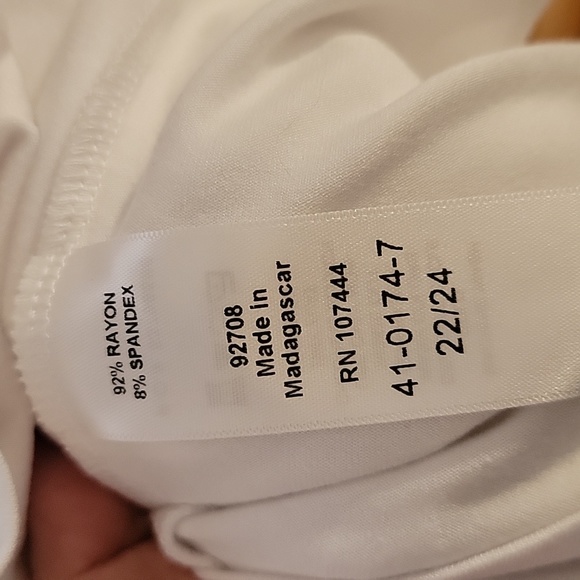 92% RAYON
8% SPANDEX
92708
Made in
Madagascar
RN 107444
41-0174-7
22/24